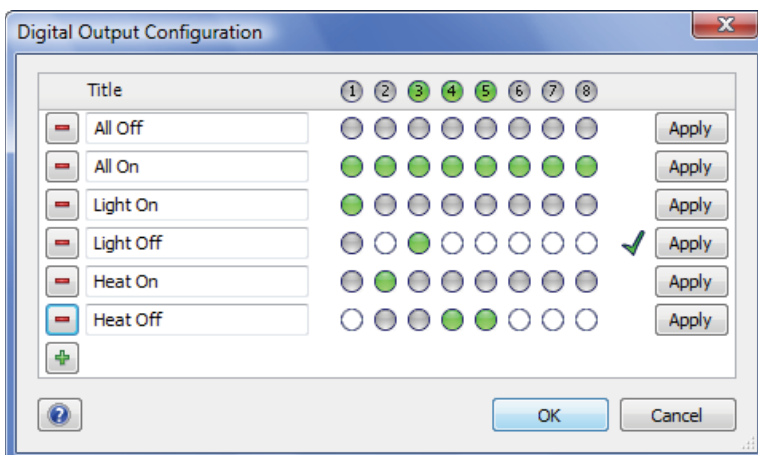 Digital Output Configuration
Title 1 2 3 4 5 6 7 8
All Off Apply
All On Apply
Light On Apply
Light Off Apply
Heat On Apply
Heat Off Apply
? OK Cancel